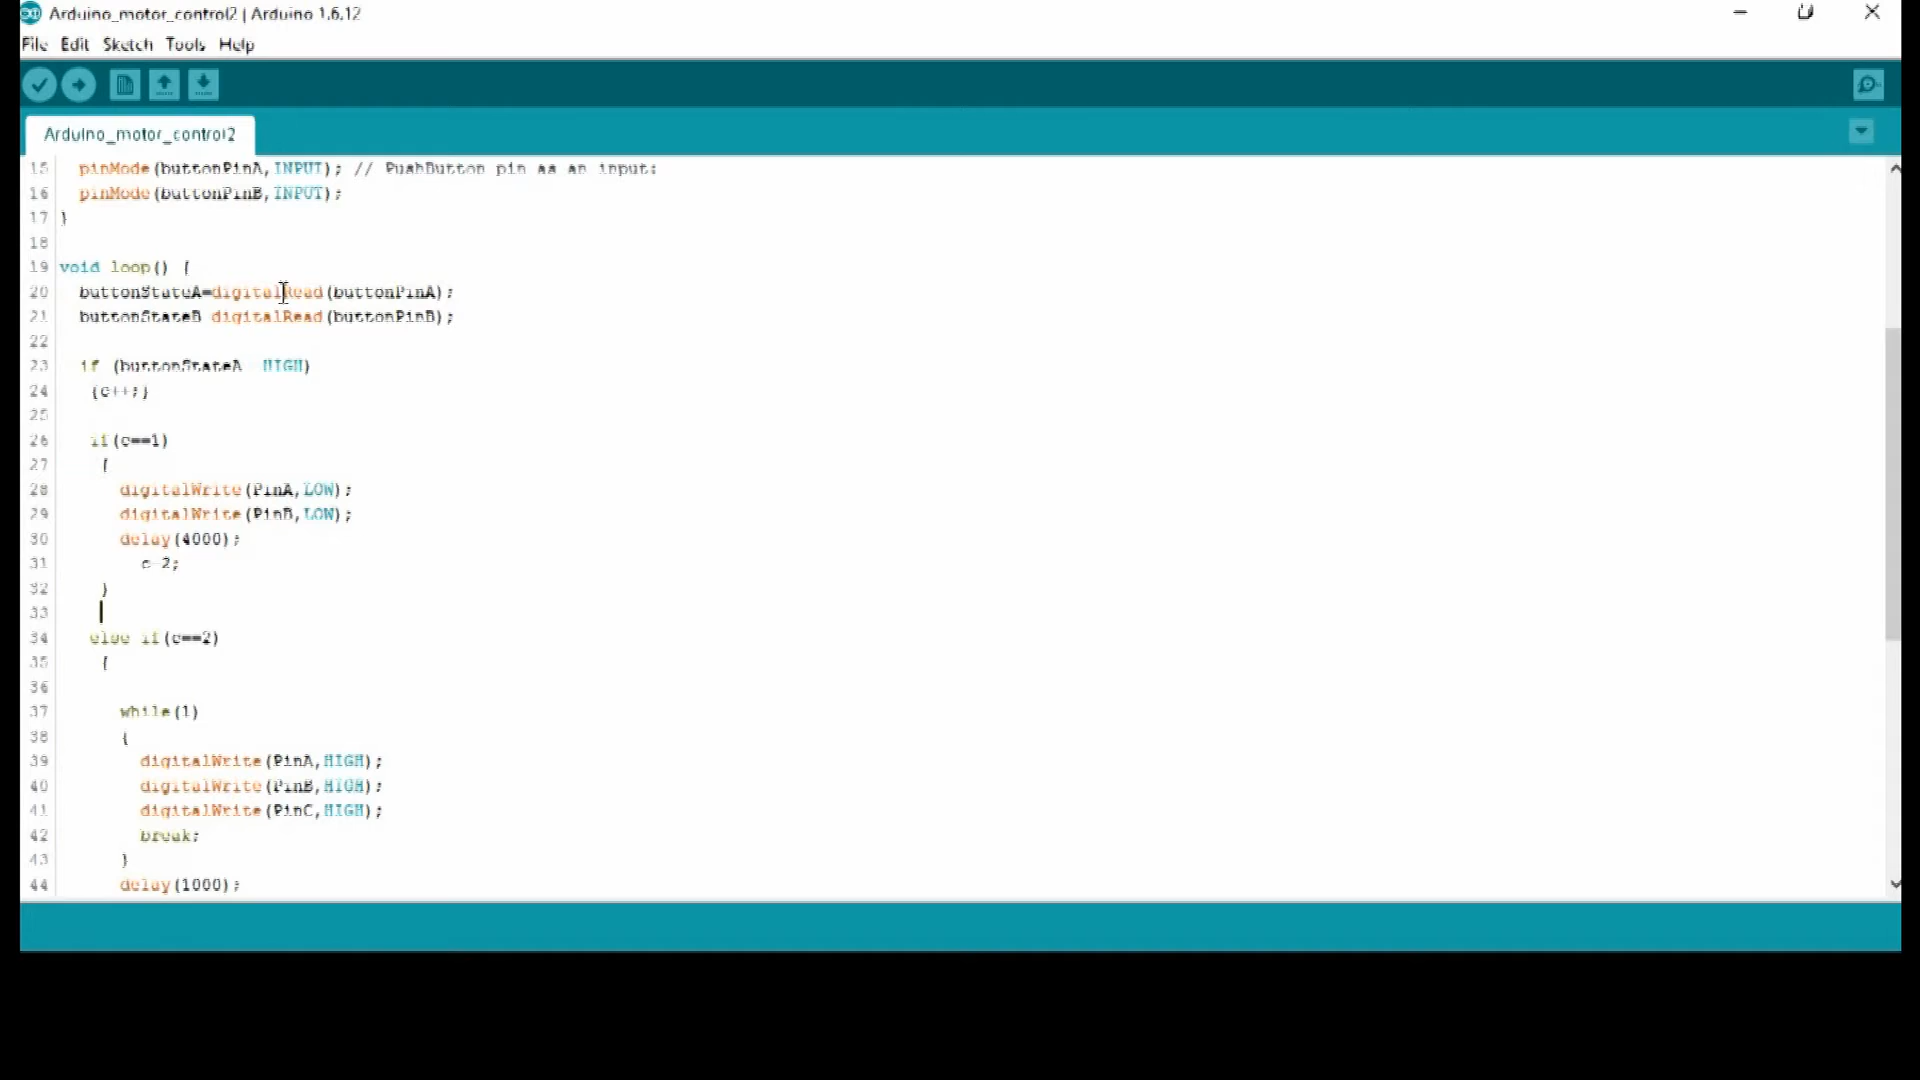 Arduino_motor_control2 | Arduino 1.6.12
File Edit Sketch Tools Help
Arduino_motor_control2
15 pinMode(buttonPinA,INPUT); // PushButton pin as an input:
16 pinMode(buttonPinB,INPUT);
17 }
18
19 void loop() {
20 buttonStateA=digitalRead(buttonPinA);
21 buttonStateB digitalRead(buttonPinB);
22
23 if (buttonStateA HIGH)
24 {c++;}
25
26 if(c==1)
27 {
28 digitalWrite(PinA,LOW);
29 digitalWrite(PinB,LOW);
30 delay(4000);
31 c 2;
32 }
33
34 else if(c==2)
35 {
36
37 while(1)
38 {
39 digitalWrite(PinA,HIGH);
40 digitalWrite(PinB,HIGH);
41 digitalWrite(PinC,HIGH);
42 break;
43 }
44 delay(1000);